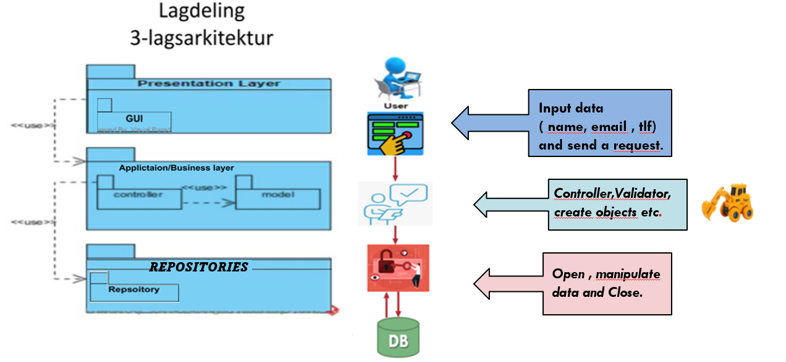 Lagdeling
3-lagsarkitektur
Presentation Layer
GUI
<<use>>
Applictaion/Business layer
controller
<<use>>
model
<<use>>
REPOSITORIES
Repsoitory
User
DB
Input data
( name, email , tlf)
and send a request.
Controller,Validator,
create objects etc.
Open , manipulate
data and Close.